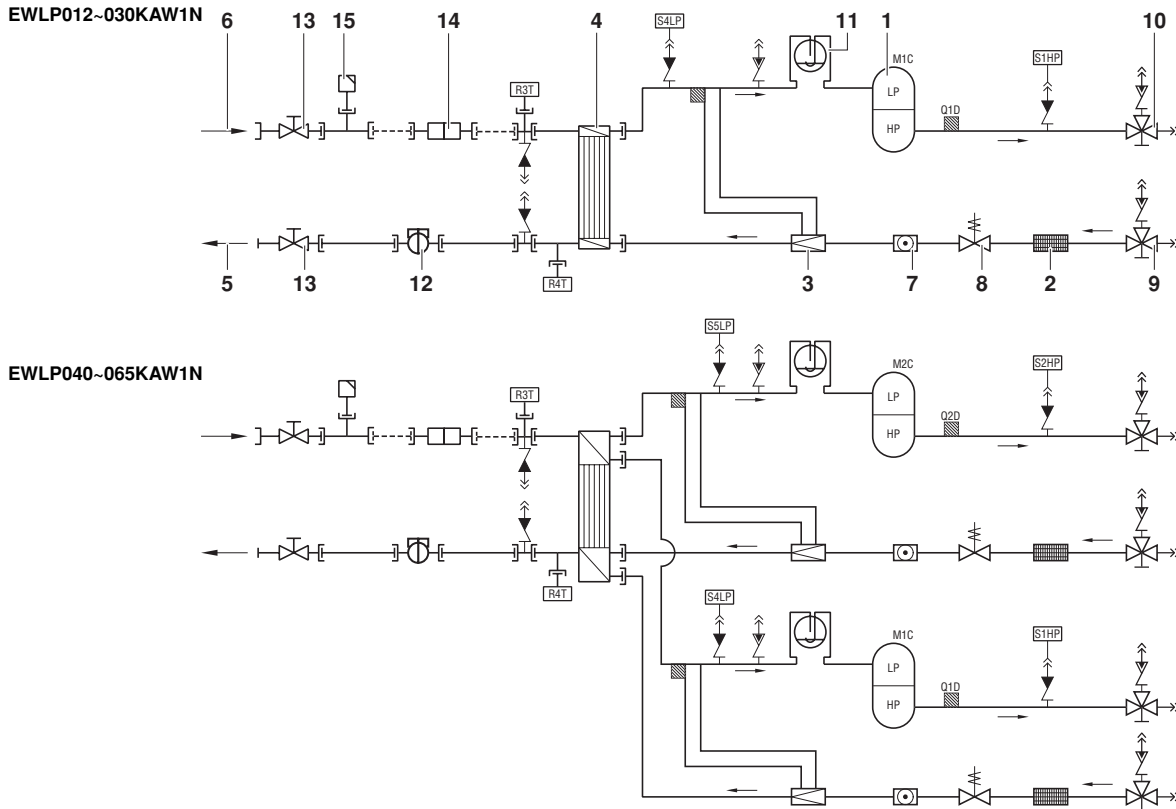 EWLP012~030KAW1N
6 13 15 14 4 S4LP 11 1 M1C 10
R3T LP HP Q1D S1HP
5 13 12 R4T 3 7 8 2 9
EWLP040~065KAW1N
S5LP M2C S2HP
R3T LP HP Q2D
R4T
S4LP M1C S1HP
LP HP Q1D